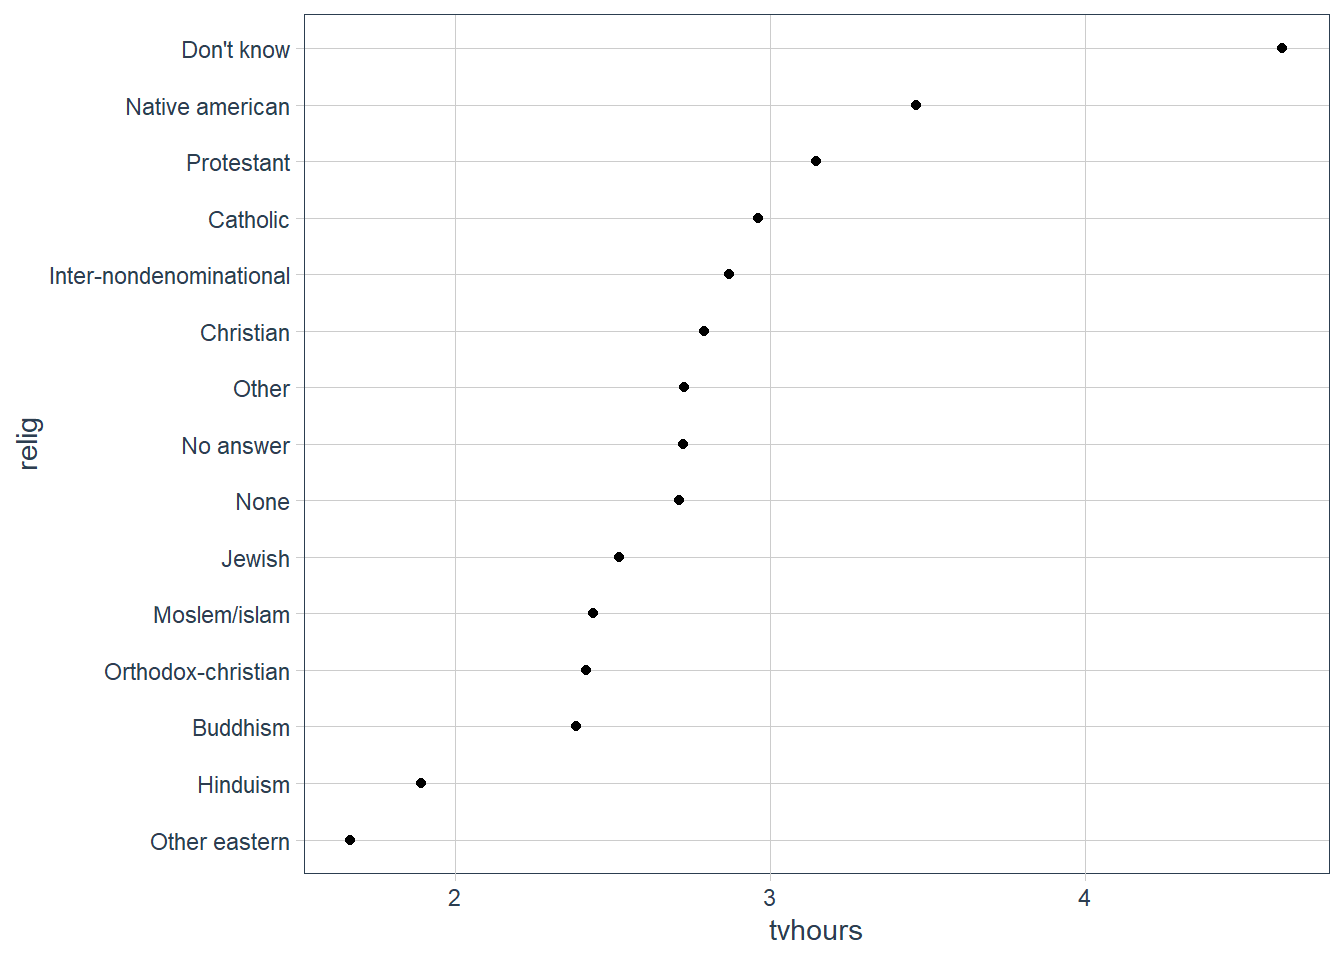 Don't know
Native american
Protestant
Catholic
Inter-nondenominational
Christian
Other
No answer
None
Jewish
Moslem/islam
Orthodox-christian
Buddhism
Hinduism
Other eastern
relig
2 3 4
tvhours